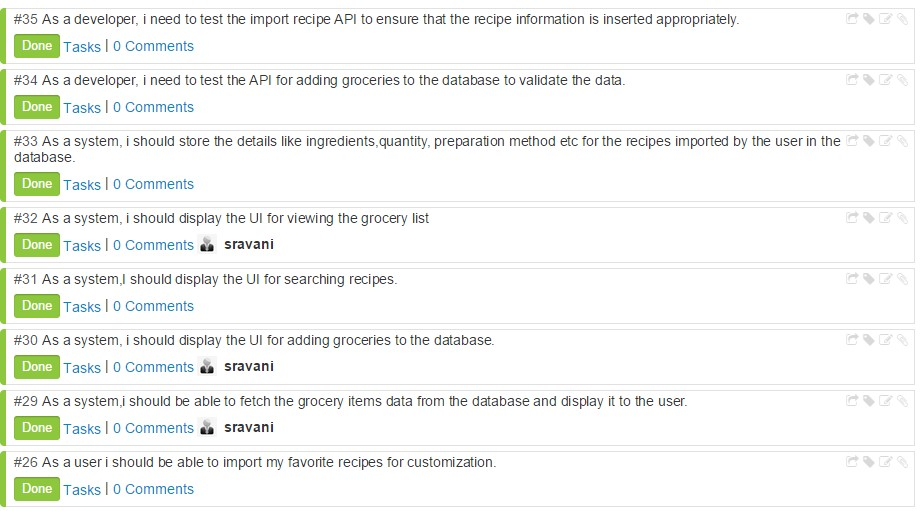 #35 As a developer, i need to test the import recipe API to ensure that the recipe information is inserted appropriately.
Done Tasks | 0 Comments
#34 As a developer, i need to test the API for adding groceries to the database to validate the data.
Done Tasks | 0 Comments
#33 As a system, i should store the details like ingredients,quantity, preparation method etc for the recipes imported by the user in the
database.
Done Tasks | 0 Comments
#32 As a system, i should display the UI for viewing the grocery list
Done Tasks | 0 Comments sravani
#31 As a system,I should display the UI for searching recipes.
Done Tasks | 0 Comments
#30 As a system, i should display the UI for adding groceries to the database.
Done Tasks | 0 Comments sravani
#29 As a system,i should be able to fetch the grocery items data from the database and display it to the user.
Done Tasks | 0 Comments sravani
#26 As a user i should be able to import my favorite recipes for customization.
Done Tasks | 0 Comments